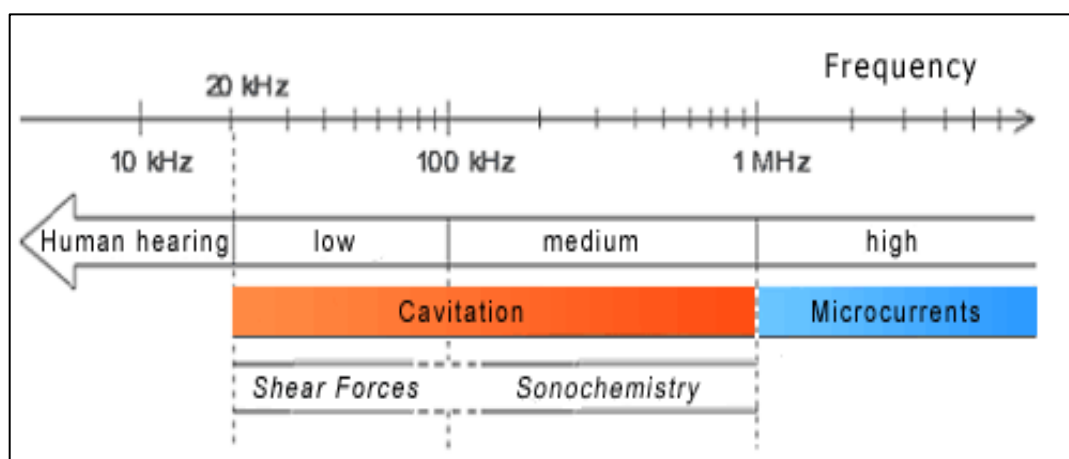 Frequency
20 kHz
10 kHz 100 kHz 1 MHz
Human hearing low medium high
Cavitation Microcurrents
Shear Forces Sonochemistry